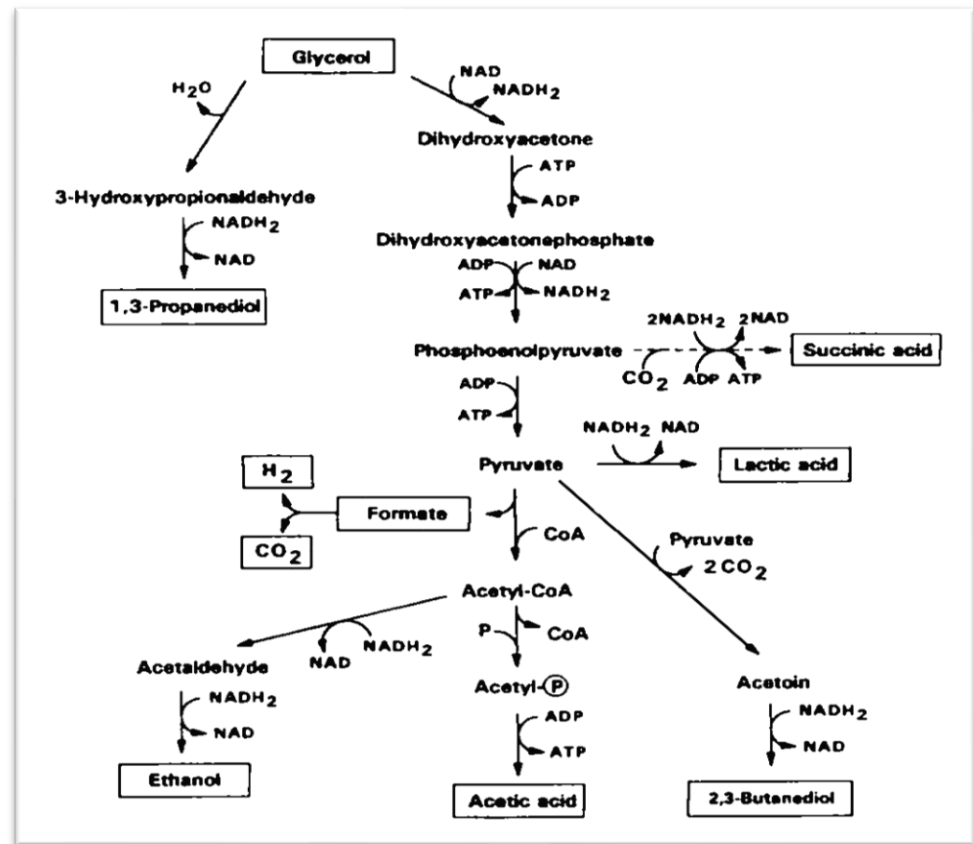 Glycerol
H2O
NAD
NADH2
Dihydroxyacetone
ATP
ADP
3-Hydroxypropionaldehyde
NADH2
NAD
Dihydroxyacetonephosphate
ADP
NAD
ATP
NADH2
1,3-Propanediol
2NADH2 2NAD
Phosphoenolpyruvate
Succinic acid
CO2 ADP ATP
ADP
ATP
NADH2 NAD
Pyruvate
Lactic acid
H2
Formate
CO2
CoA
Pyruvate
2CO2
Acetyl-CoA
P
CoA
NADH2
NAD
Acetaldehyde
Acetyl-P
Acetoin
NADH2
NAD
ADP
ATP
NADH2
NAD
Ethanol
Acetic acid
2,3-Butanediol